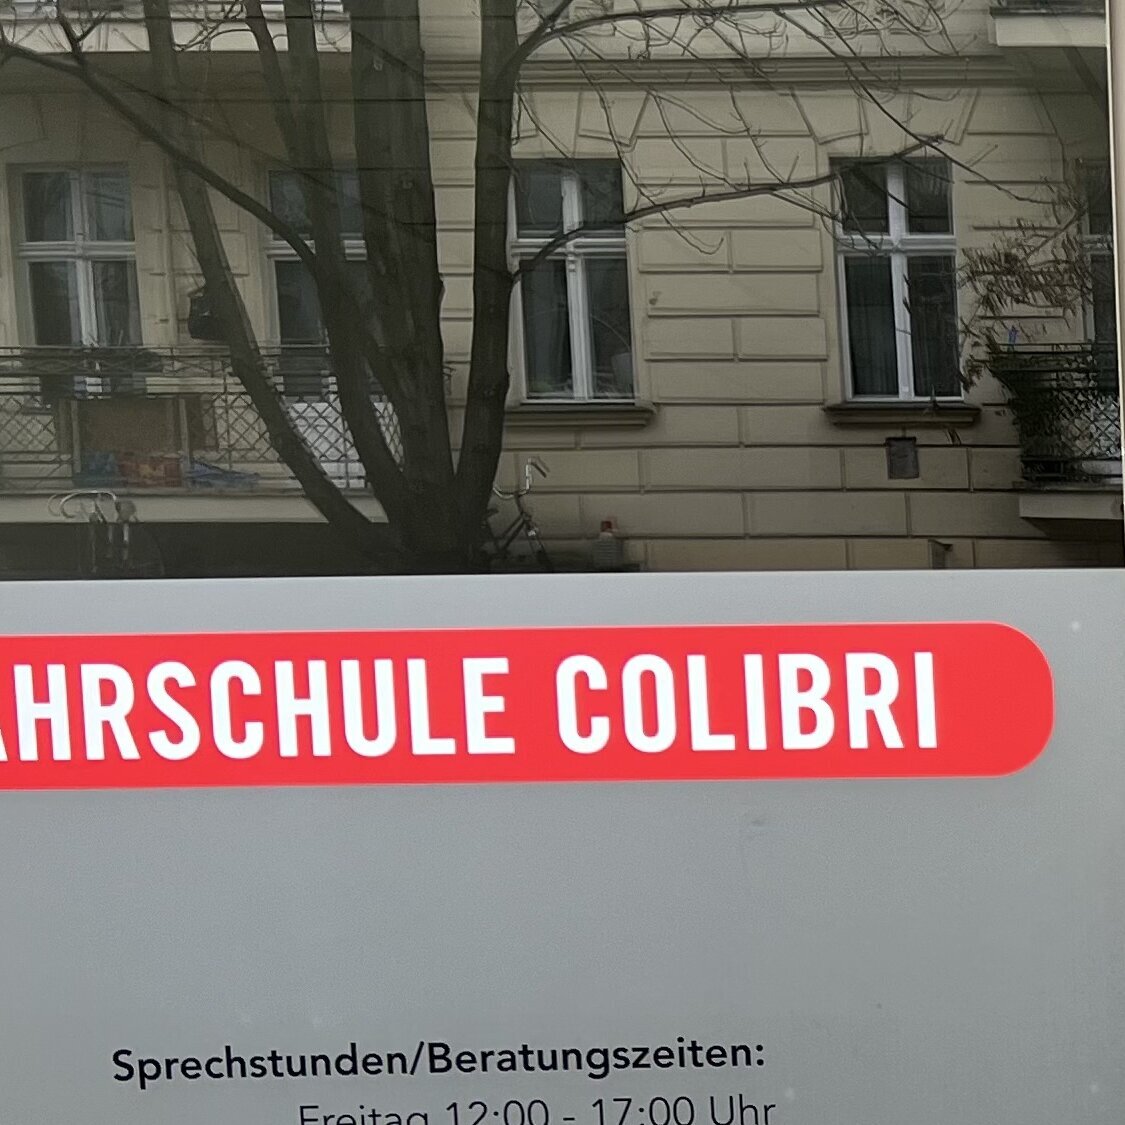 AHRSCHULE COLIBRI
Sprechstunden/Beratungszeiten:
Freitag 12:00 - 17:00 Uhr